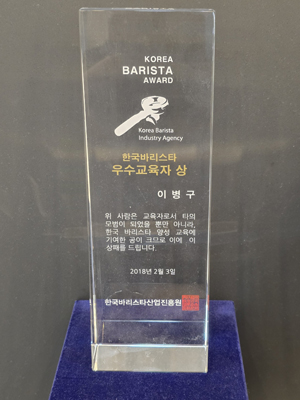 KOREA
BARISTA
AWARD
Korea Barista
Industry Agency
한국바리스타
우수교육자 상
이 병 구
위 사람은 교육자로서 타의
모범이 되었을 뿐만 아니라,
한국 바리스타 양성 교육에
기여한 공이 크므로 이에 이
상패를 드립니다.
2018년 2월 3일
한국바리스타산업진흥원